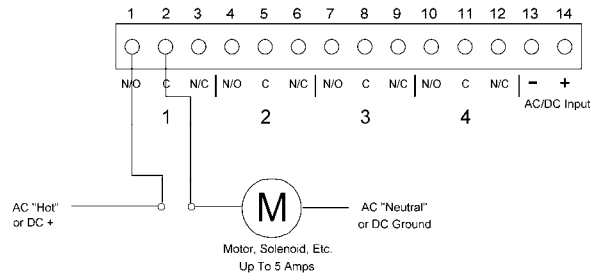 1 2 3 4 5 6 7 8 9 10 11 12 13 14
N/O C N/C N/O C N/C N/O C N/C N/O C N/C − +
AC/DC Input
1 2 3 4
AC "Hot"
or DC +
M
AC "Neutral"
or DC Ground
Motor, Solenoid, Etc.
Up To 5 Amps